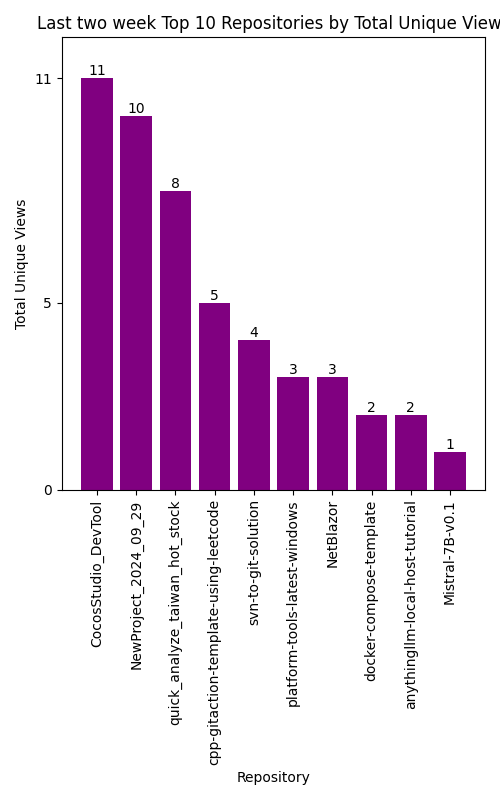 Last two week Top 10 Repositories by Total Unique View
11
10
8
5
4
3
3
2
2
1
11
5
0
Total Unique Views
CocosStudio_DevTool
NewProject_2024_09_29
quick_analyze_taiwan_hot_stock
cpp-gitaction-template-using-leetcode
svn-to-git-solution
platform-tools-latest-windows
NetBlazor
docker-compose-template
anythingllm-local-host-tutorial
Mistral-7B-v0.1
Repository